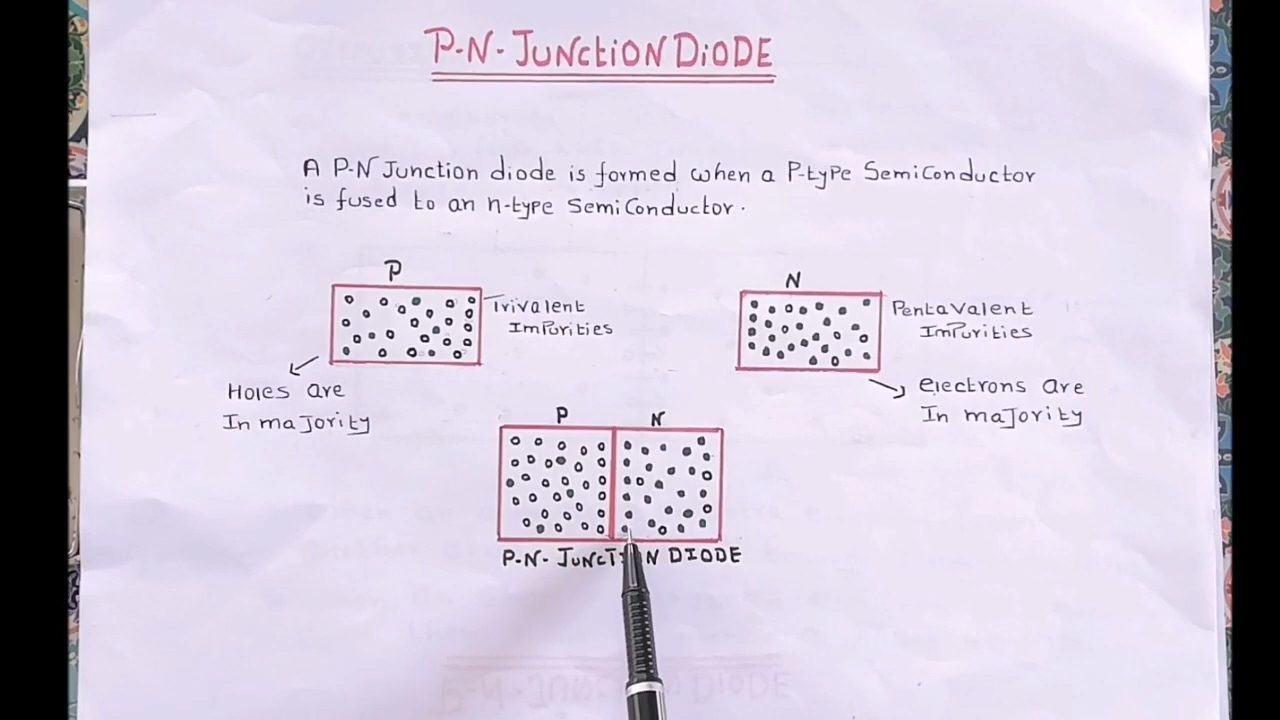 P-N-JUNCTION DIODE
A P-N Junction diode is formed when a P-type Semiconductor
is fused to an n-type Semiconductor.
P
Trivalent
Impurities
Holes are
In majority
N
Pentavalent
Impurities
electrons are
In majority
P N
P-N-JUNCTION DIODE